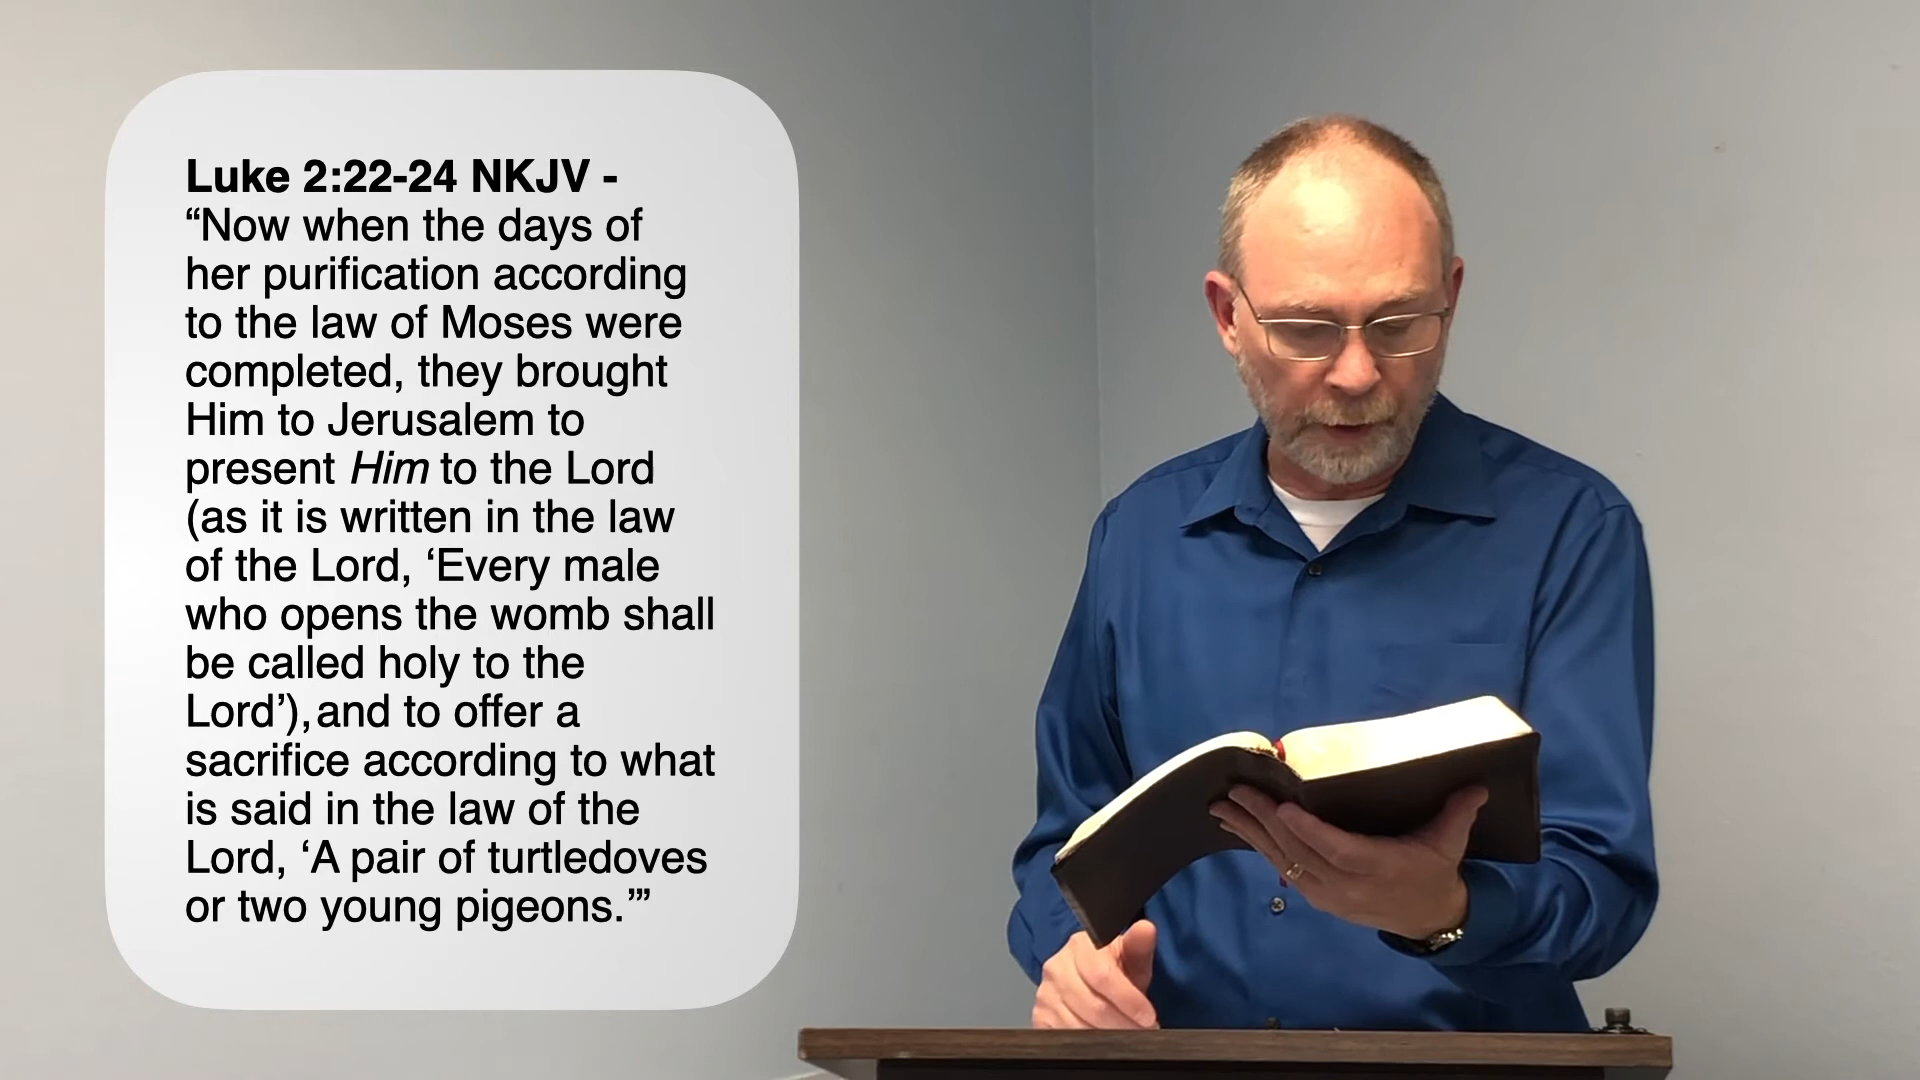 Luke 2:22-24 NKJV -
“Now when the days of
her purification according
to the law of Moses were
completed, they brought
Him to Jerusalem to
present Him to the Lord
(as it is written in the law
of the Lord, ‘Every male
who opens the womb shall
be called holy to the
Lord’), and to offer a
sacrifice according to what
is said in the law of the
Lord, ‘A pair of turtledoves
or two young pigeons.’”